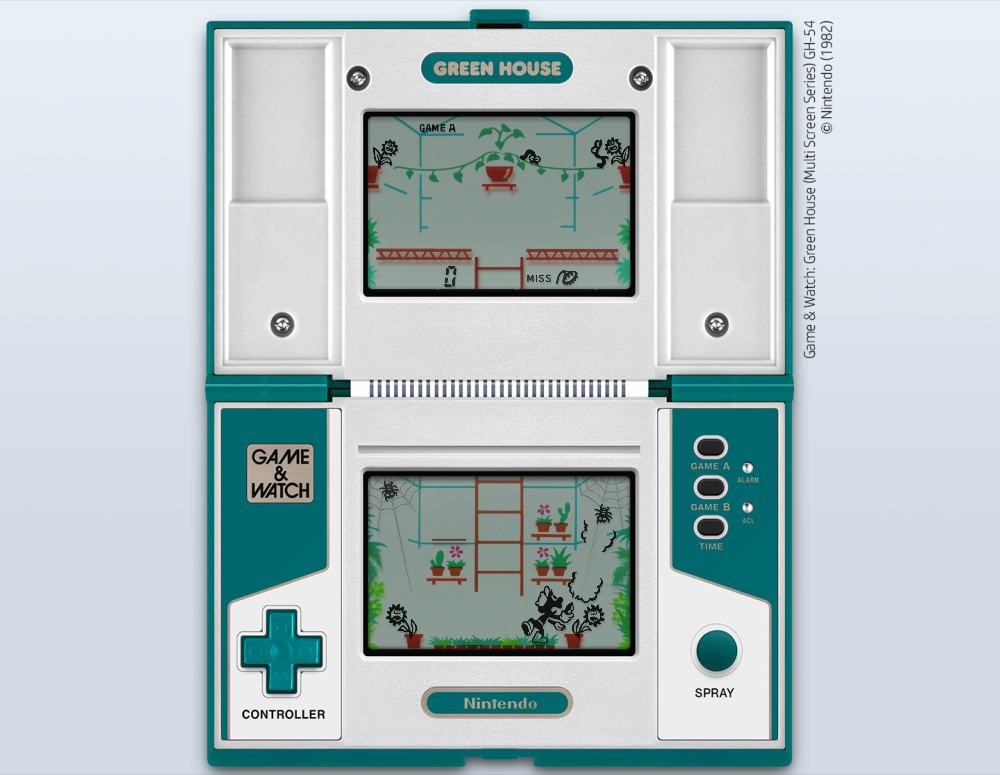 GREEN HOUSE
GAME A
0
MISS
Game & Watch: Green House (Multi Screen Series) GH-54
© Nintendo (1982)
GAME
&
WATCH
GAME A
ALARM
GAME B
ACL
TIME
CONTROLLER
SPRAY
Nintendo